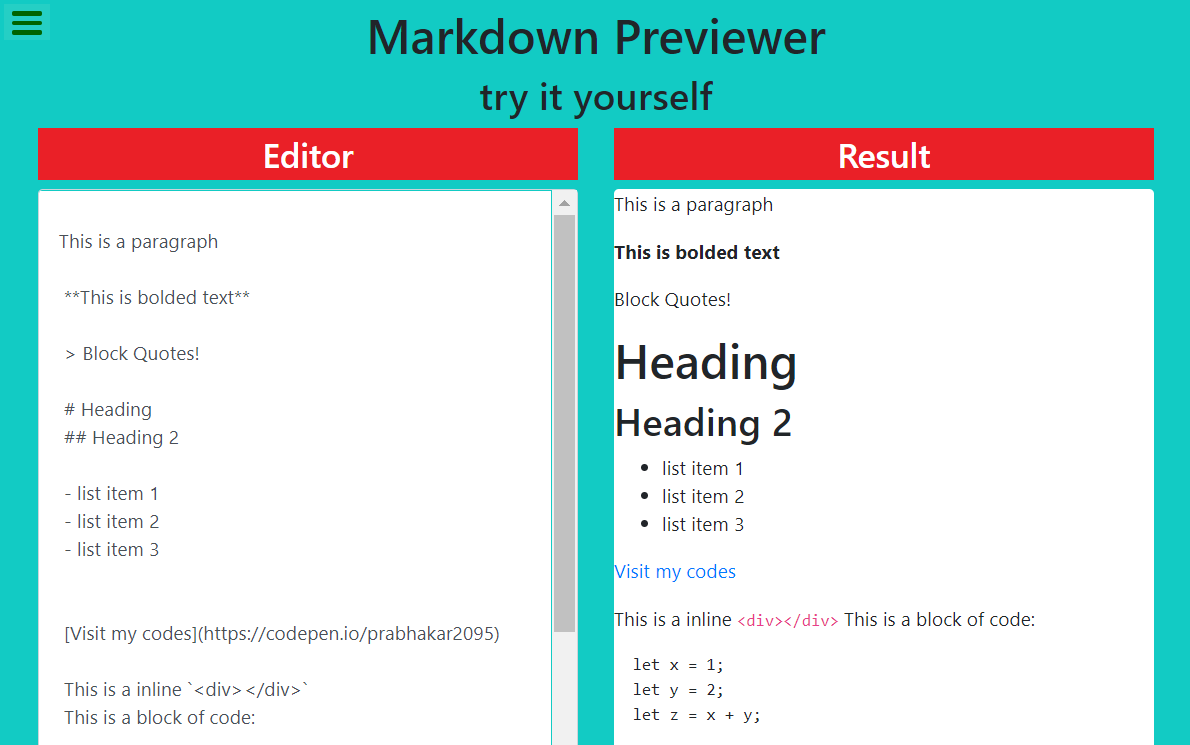 Markdown Previewer
try it yourself
Editor
This is a paragraph
**This is bolded text**
> Block Quotes!
# Heading
## Heading 2
- list item 1
- list item 2
- list item 3
[Visit my codes](https://codepen.io/prabhakar2095)
This is a inline `<div></div>`
This is a block of code:
Result
This is a paragraph
This is bolded text
Block Quotes!
Heading
Heading 2
• list item 1
• list item 2
• list item 3
Visit my codes
This is a inline <div></div> This is a block of code:
let x = 1;
let y = 2;
let z = x + y;